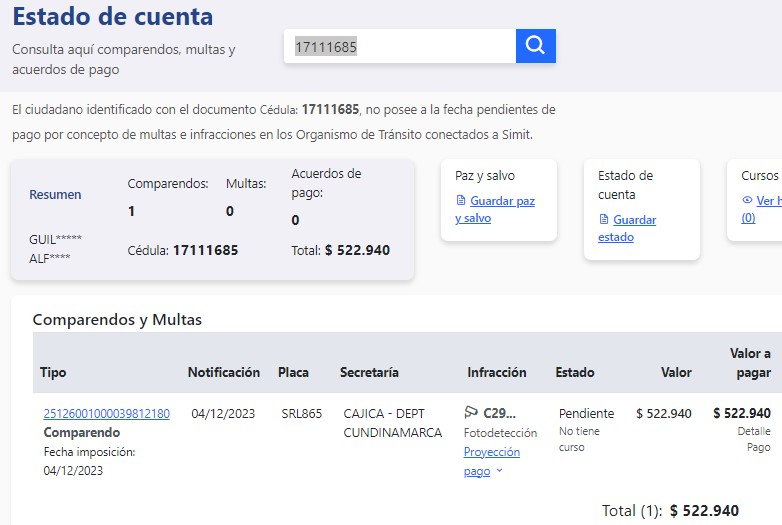 Estado de cuenta
Consulta aquí comparendos, multas y
acuerdos de pago
17111685
El ciudadano identificado con el documento Cédula: 17111685, no posee a la fecha pendientes de
pago por concepto de multas e infracciones en los Organismo de Tránsito conectados a Simit.
Resumen
GUIL*****
ALF****
Comparendos:
1
Multas:
0
Acuerdos de
pago:
0
Cédula: 17111685
Total: $ 522.940
Paz y salvo
Guardar paz
y salvo
Estado de
cuenta
Guardar
estado
Cursos
Ver h
(0)
Comparendos y Multas
Tipo
Notificación
Placa
Secretaría
Infracción
Estado
Valor
Valor a
pagar
25126001000039812180
Comparendo
Fecha imposición:
04/12/2023
04/12/2023
SRL865
CAJICA - DEPT
CUNDINAMARCA
C29...
Fotodetección
Proyección
pago
Pendiente
No tiene
curso
$ 522.940
$ 522.940
Detalle
Pago
Total (1): $ 522.940